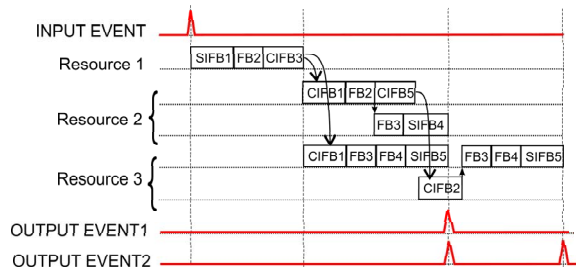 INPUT EVENT
Resource 1 SIFB1 FB2 CIFB3
CIFB1 FB2 CIFB5
Resource 2 FB3 SIFB4
CIFB1 FB3 FB4 SIFB5 FB3 FB4 SIFB5
Resource 3 CIFB2
OUTPUT EVENT1
OUTPUT EVENT2